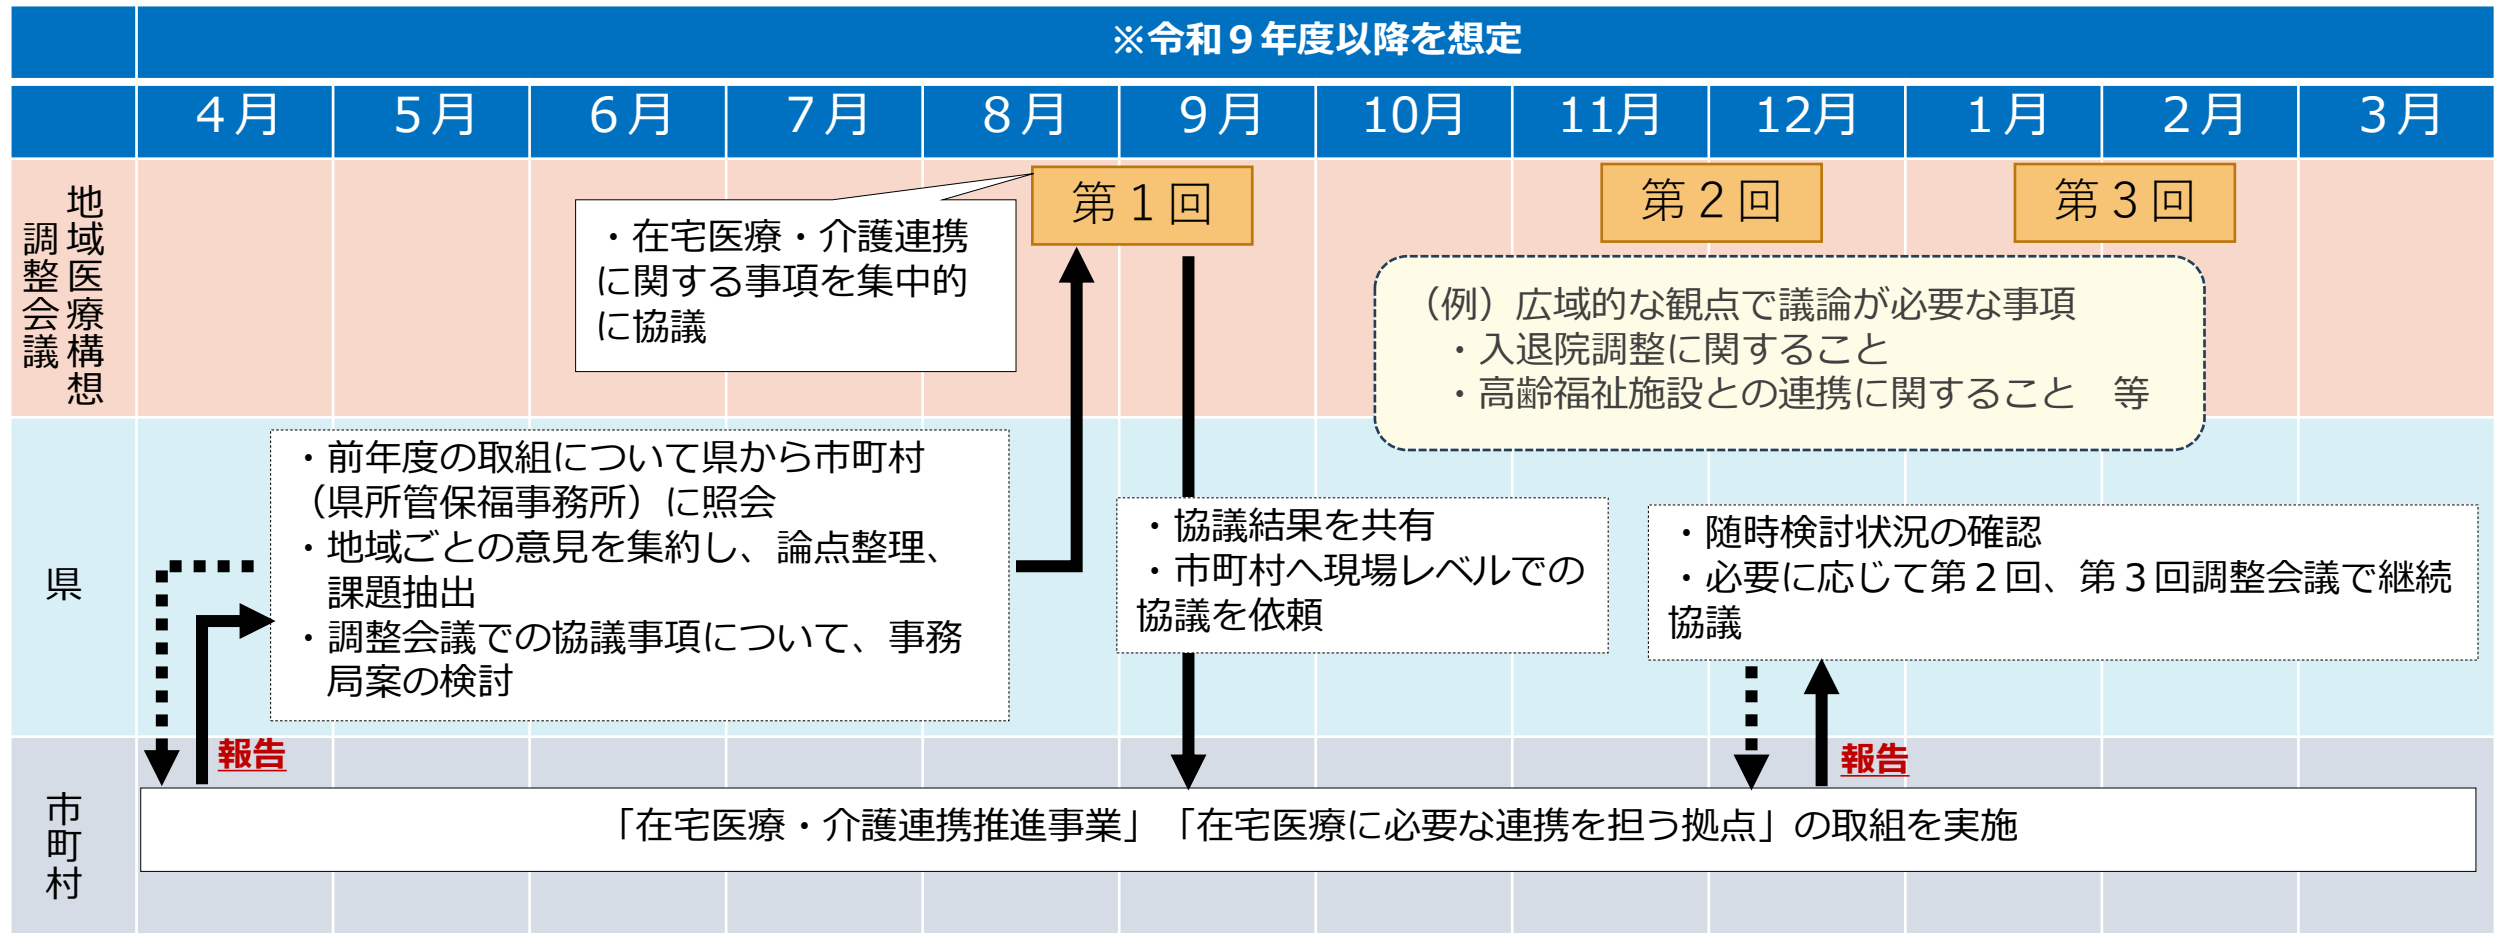 ※令和９年度以降を想定
４月 ５月 ６月 ７月 ８月 ９月 10月 11月 12月 １月 ２月 ３月
地域医療構想
調整会議
第１回
第２回
第３回
・在宅医療・介護連携
に関する事項を集中的
に協議
（例）広域的な観点で議論が必要な事項
・入退院調整に関すること
・高齢福祉施設との連携に関すること　等
県
・前年度の取組について県から市町村
（県所管保福事務所）に照会
・地域ごとの意見を集約し、論点整理、
課題抽出
・調整会議での協議事項について、事務
局案の検討
・協議結果を共有
・市町村へ現場レベルでの
協議を依頼
・随時検討状況の確認
・必要に応じて第２回、第３回調整会議で継続
協議
報告
報告
市町村
「在宅医療・介護連携推進事業」「在宅医療に必要な連携を担う拠点」の取組を実施